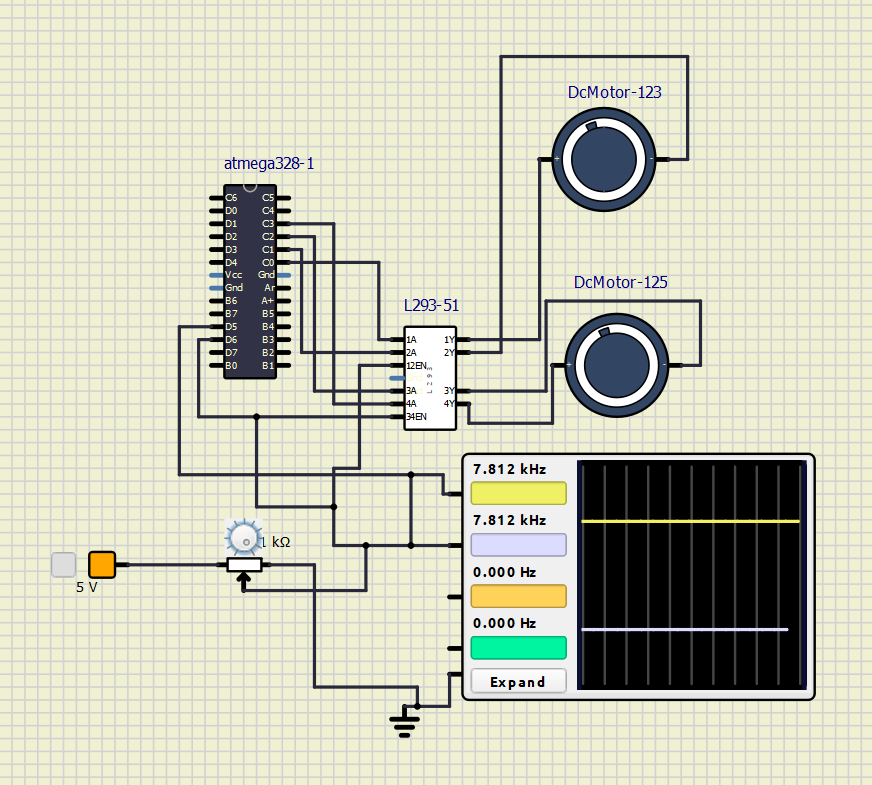 DcMotor-123
+ -
atmega328-1
C6 C5
D0 C4
D1 C3
D2 C2
D3 C1
D4 C0
Vcc Gnd
Gnd Ar
B6 A+
B7 B5
D5 B4
D6 B3
D7 B2
B0 B1
DcMotor-125
+ -
L293-51
1A 1Y
2A 2Y
12EN
L293
3A 3Y
4A 4Y
34EN
7.812 kHz
7.812 kHz
0.000 Hz
0.000 Hz
Expand
1 kΩ
5 V